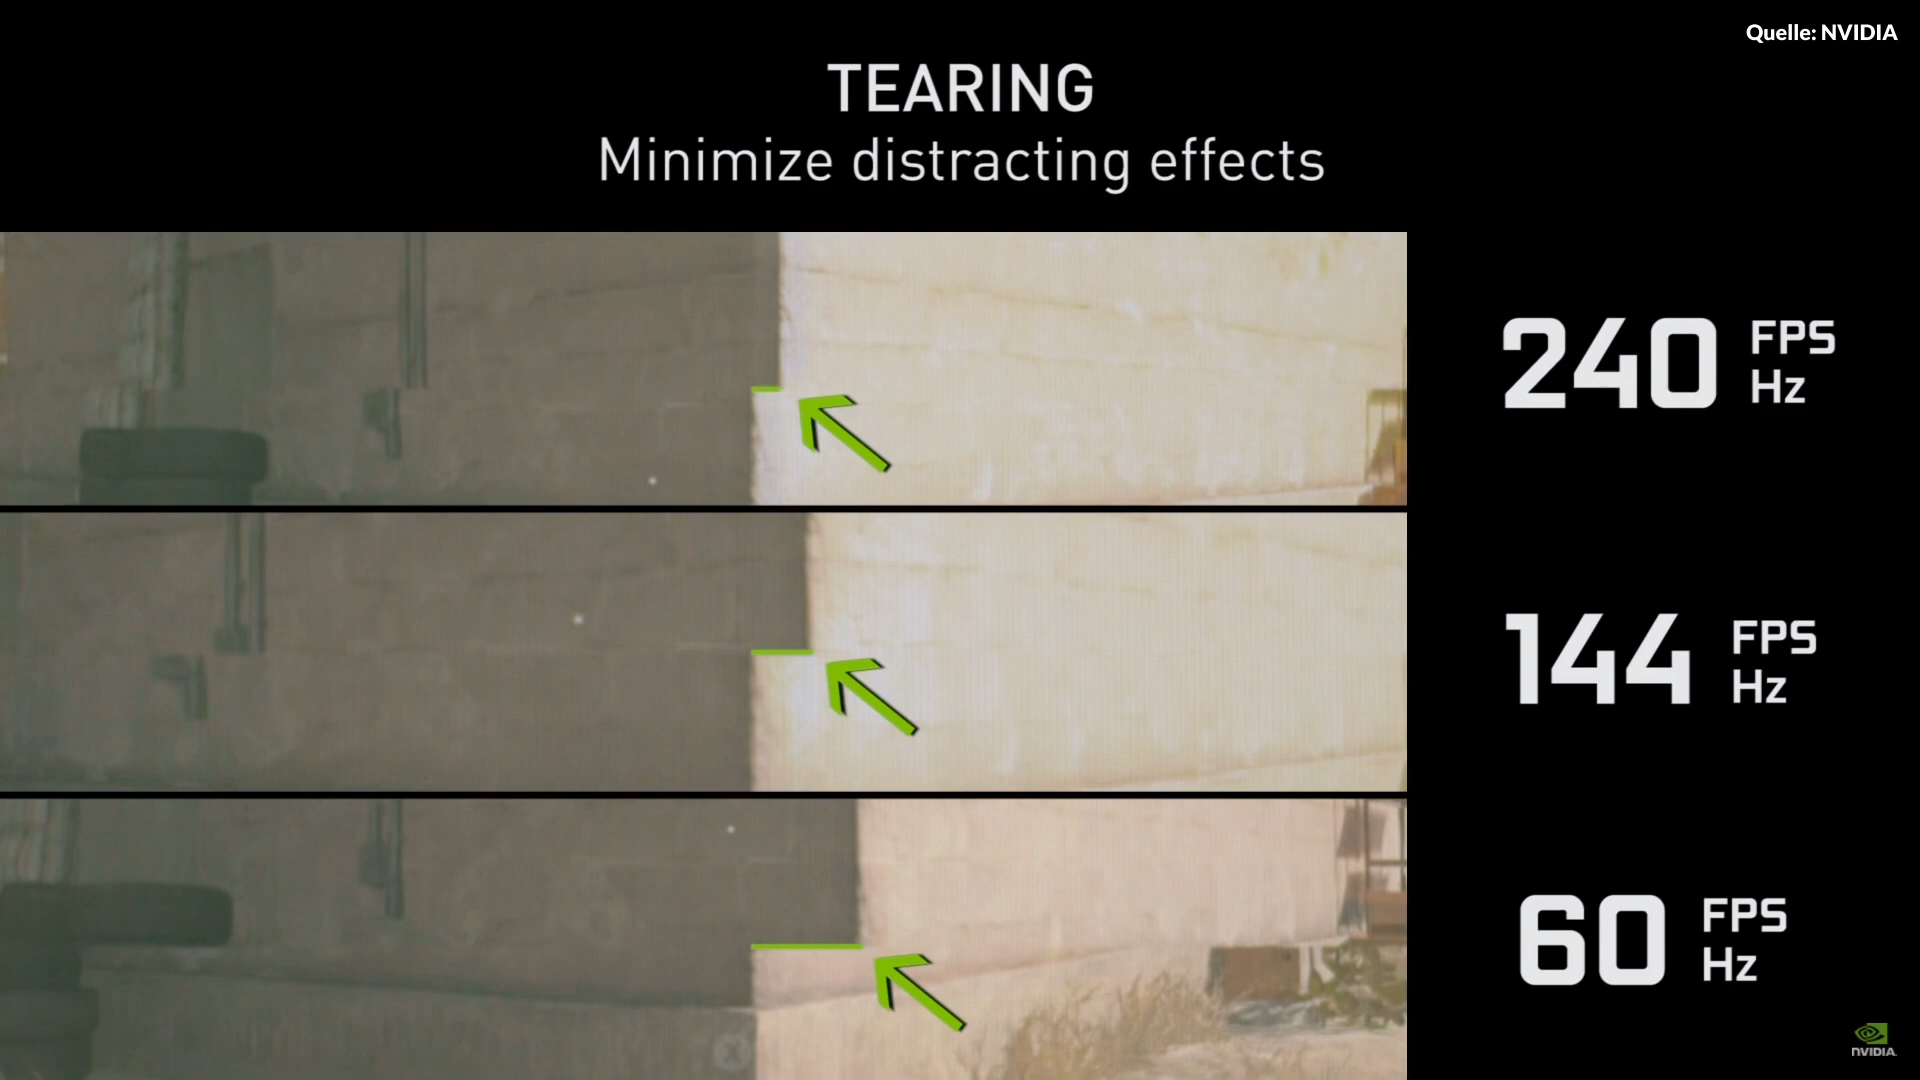 Quelle: NVIDIA
TEARING
Minimize distracting effects
240 FPS Hz
144 FPS Hz
60 FPS Hz
NVIDIA